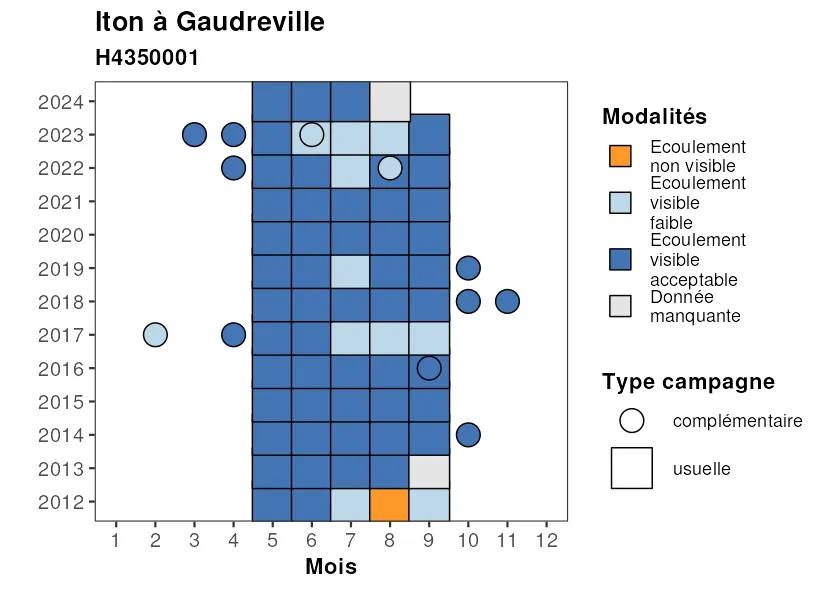 Iton à Gaudreville
H4350001
2024
2023
2022
2021
2020
2019
2018
2017
2016
2015
2014
2013
2012
1 2 3 4 5 6 7 8 9 10 11 12
Mois
Modalités
Ecoulement
non visible
Ecoulement
visible
faible
Ecoulement
visible
acceptable
Donnée
manquante
Type campagne
complémentaire
usuelle